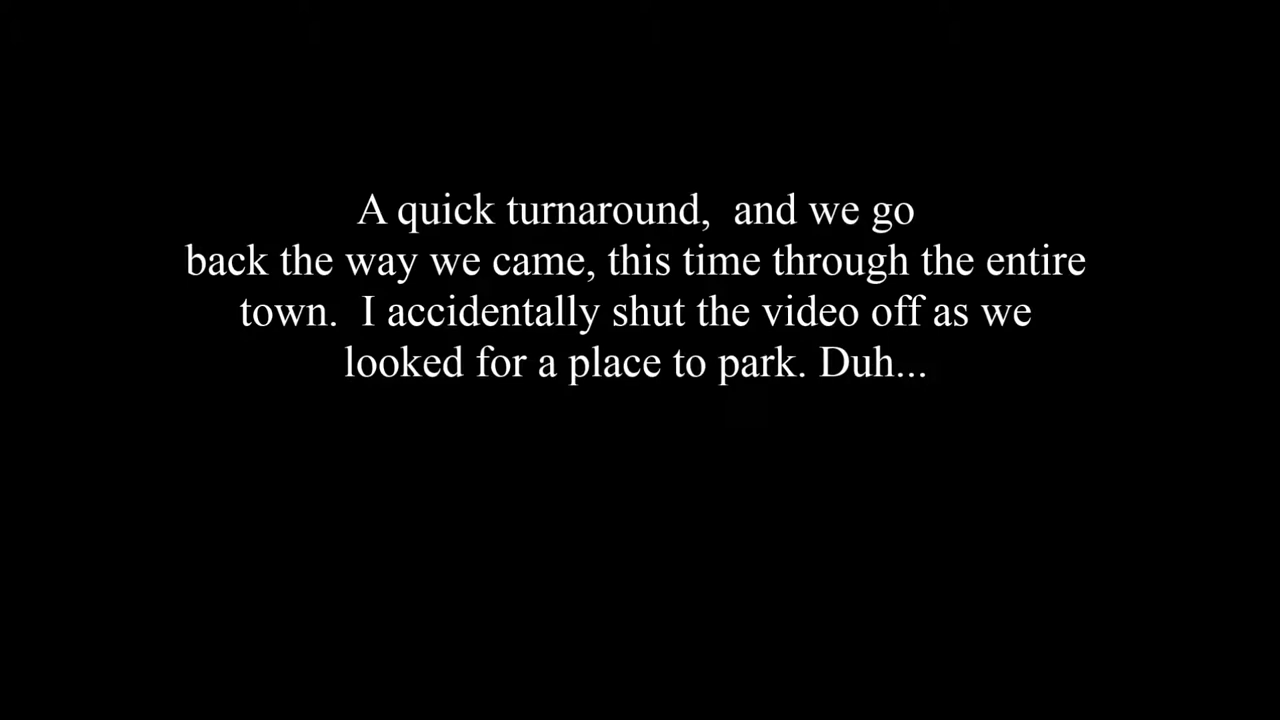 A quick turnaround,  and we go
back the way we came, this time through the entire
town.  I accidentally shut the video off as we
looked for a place to park. Duh...